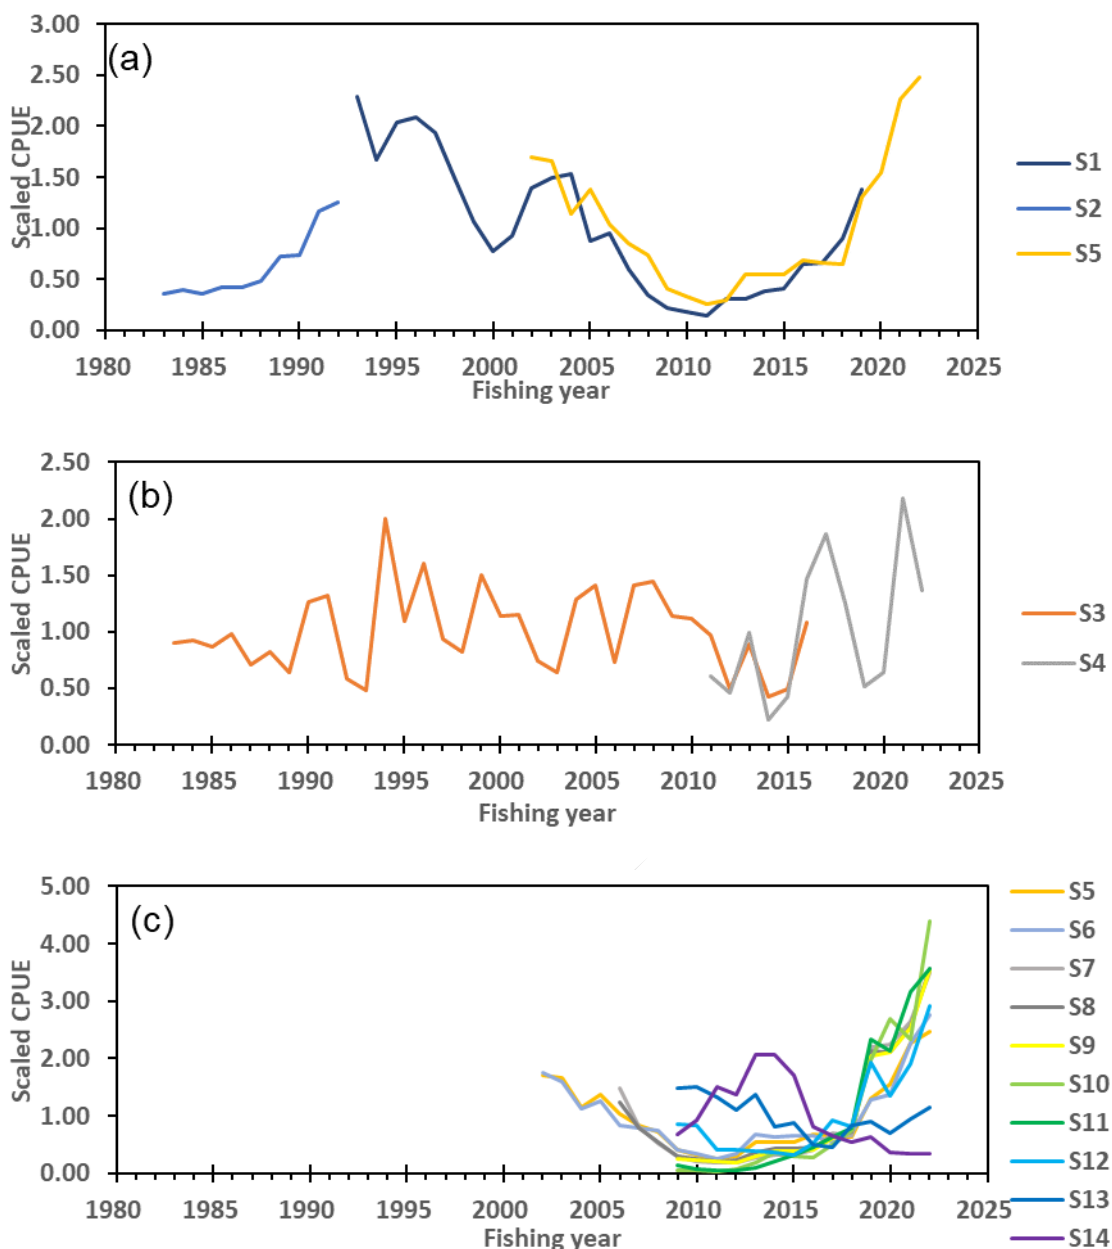 (a)
Scaled CPUE
3.00
2.50
2.00
1.50
1.00
0.50
0.00
1980 1985 1990 1995 2000 2005 2010 2015 2020 2025
Fishing year
S1
S2
S5
(b)
Scaled CPUE
2.50
2.00
1.50
1.00
0.50
0.00
1980 1985 1990 1995 2000 2005 2010 2015 2020 2025
Fishing year
S3
S4
(c)
Scaled CPUE
5.00
4.00
3.00
2.00
1.00
0.00
1980 1985 1990 1995 2000 2005 2010 2015 2020 2025
Fishing year
S5
S6
S7
S8
S9
S10
S11
S12
S13
S14